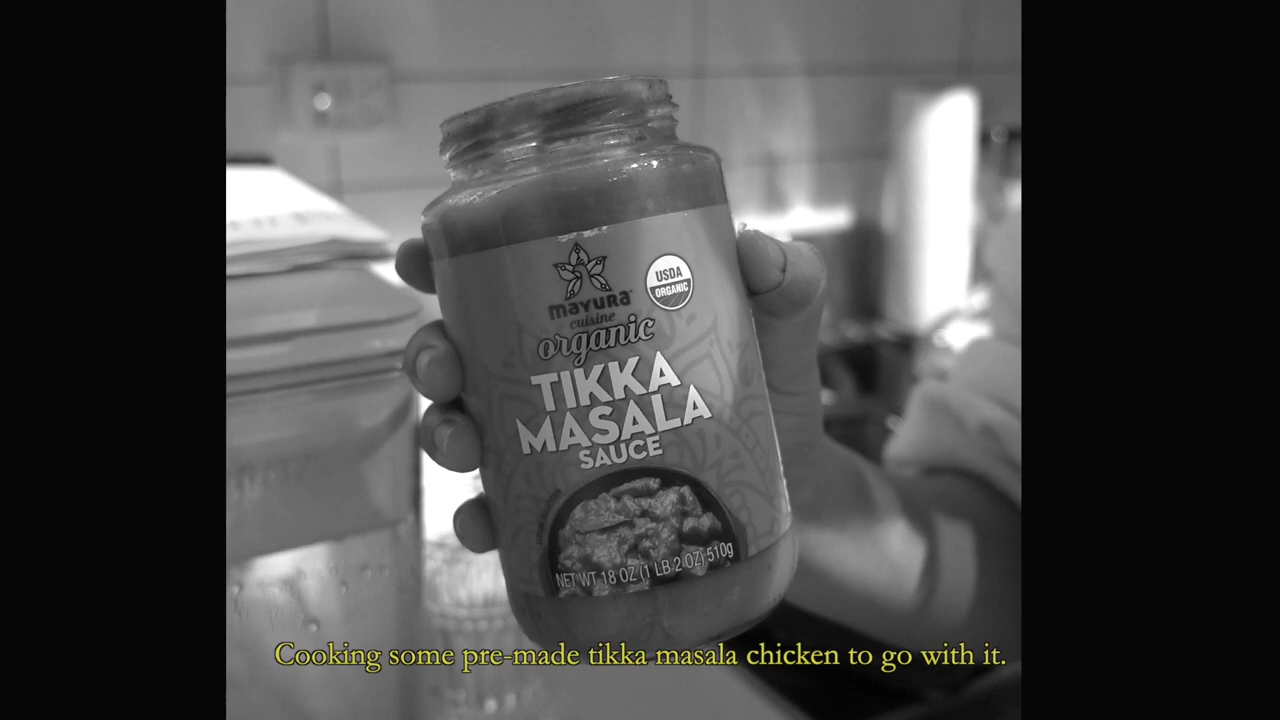 mayura
cuisine
organic
USDA
ORGANIC
TIKKA
MASALA
SAUCE
NET WT 18 OZ (1 LB 2 OZ) 510g
Cooking some pre-made tikka masala chicken to go with it.